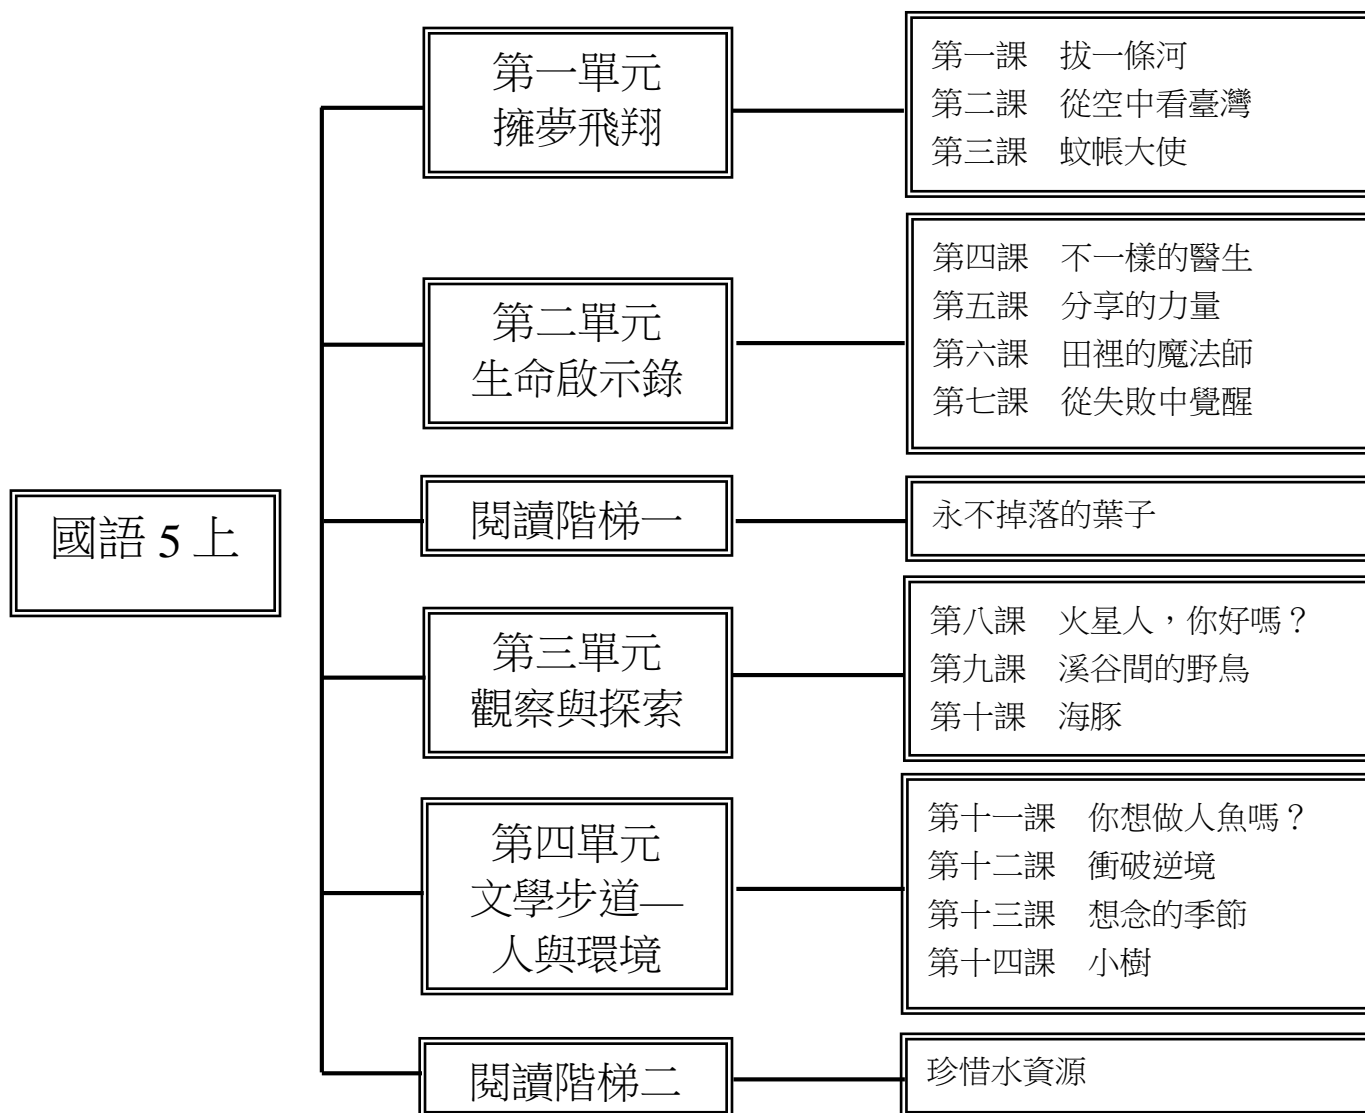 國語 5 上
第一單元
擁夢飛翔
第一課　拔一條河
第二課　從空中看臺灣
第三課　蚊帳大使
第二單元
生命啟示錄
第四課　不一樣的醫生
第五課　分享的力量
第六課　田裡的魔法師
第七課　從失敗中覺醒
閱讀階梯一
永不掉落的葉子
第三單元
觀察與探索
第八課　火星人，你好嗎？
第九課　溪谷間的野鳥
第十課　海豚
第四單元
文學步道—
人與環境
第十一課　你想做人魚嗎？
第十二課　衝破逆境
第十三課　想念的季節
第十四課　小樹
閱讀階梯二
珍惜水資源